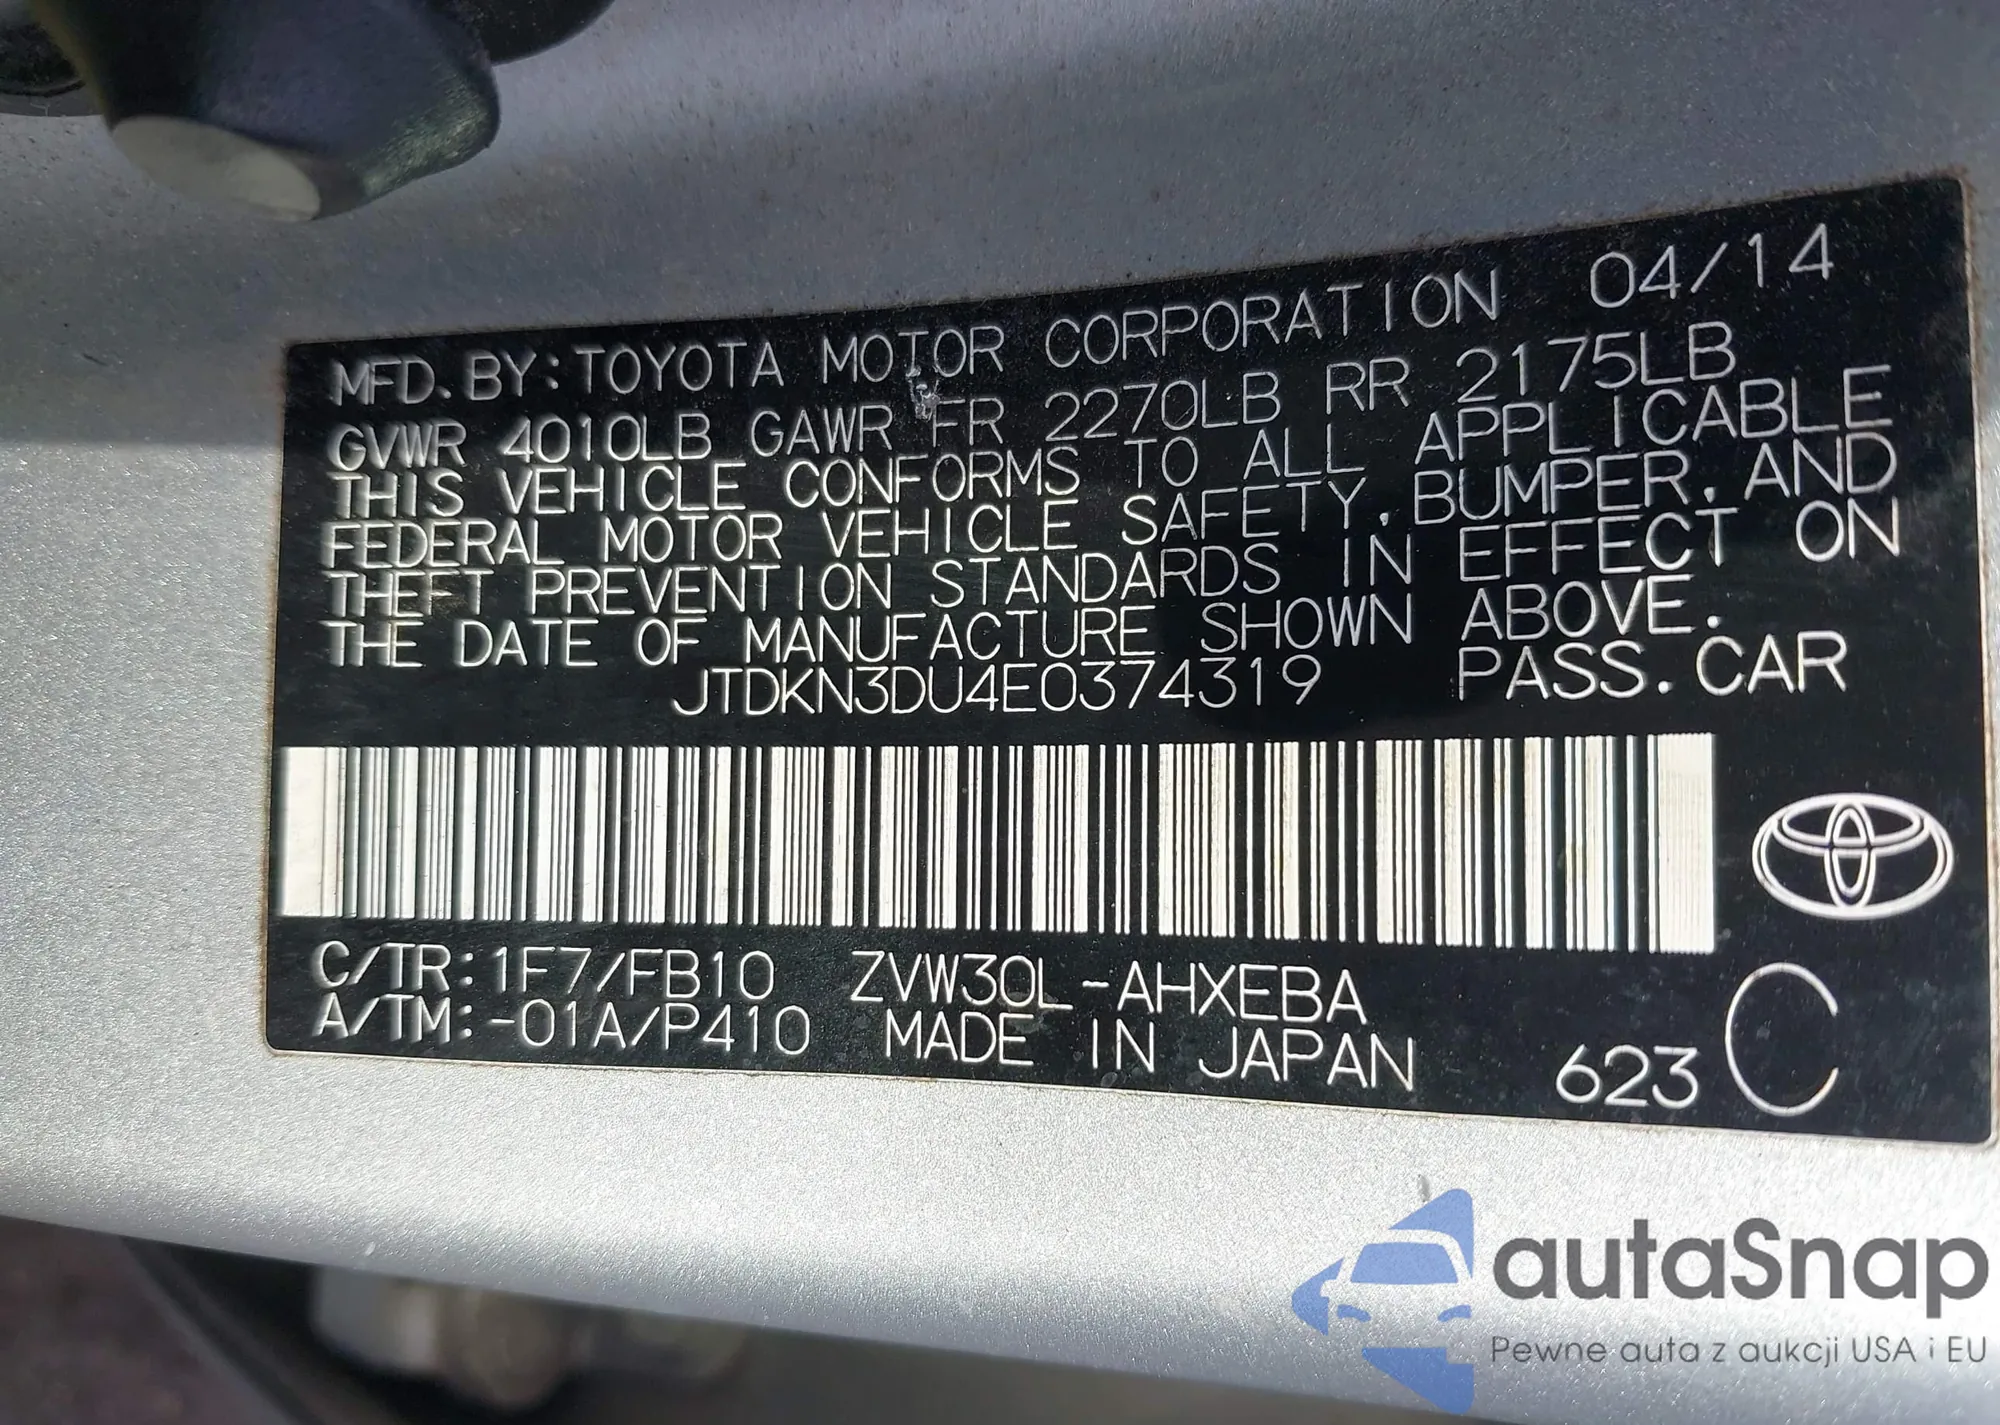 MFD. BY: TOYOTA MOTOR CORPORATION 04/14
GVWR 4010LB GAWR FR 2270LB RR 2175LB
THIS VEHICLE CONFORMS TO ALL APPLICABLE
FEDERAL MOTOR VEHICLE SAFETY, BUMPER, AND
THEFT PREVENTION STANDARDS IN EFFECT ON
THE DATE OF MANUFACTURE SHOWN ABOVE.
JTDKN3DU4E0374319 PASS. CAR
C/TR: 1F7/FB10 ZVW30L-AHXEBA
A/TM: -01A/P410 MADE IN JAPAN 623 C
autaSnap
Pewne auta z aukcji USA i EU